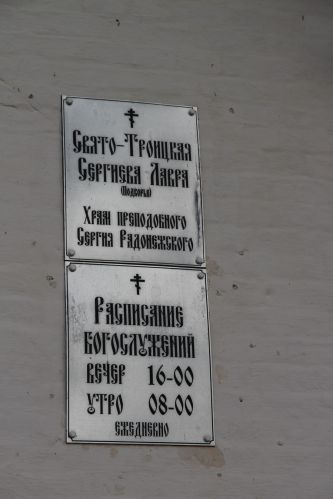 Свято-Троицкая
Сергиева Лавра
(Подворье)
Храм преподобного
Сергия Радонежского
Расписание
богослужений
вечер 16-00
утро 08-00
ежедневно